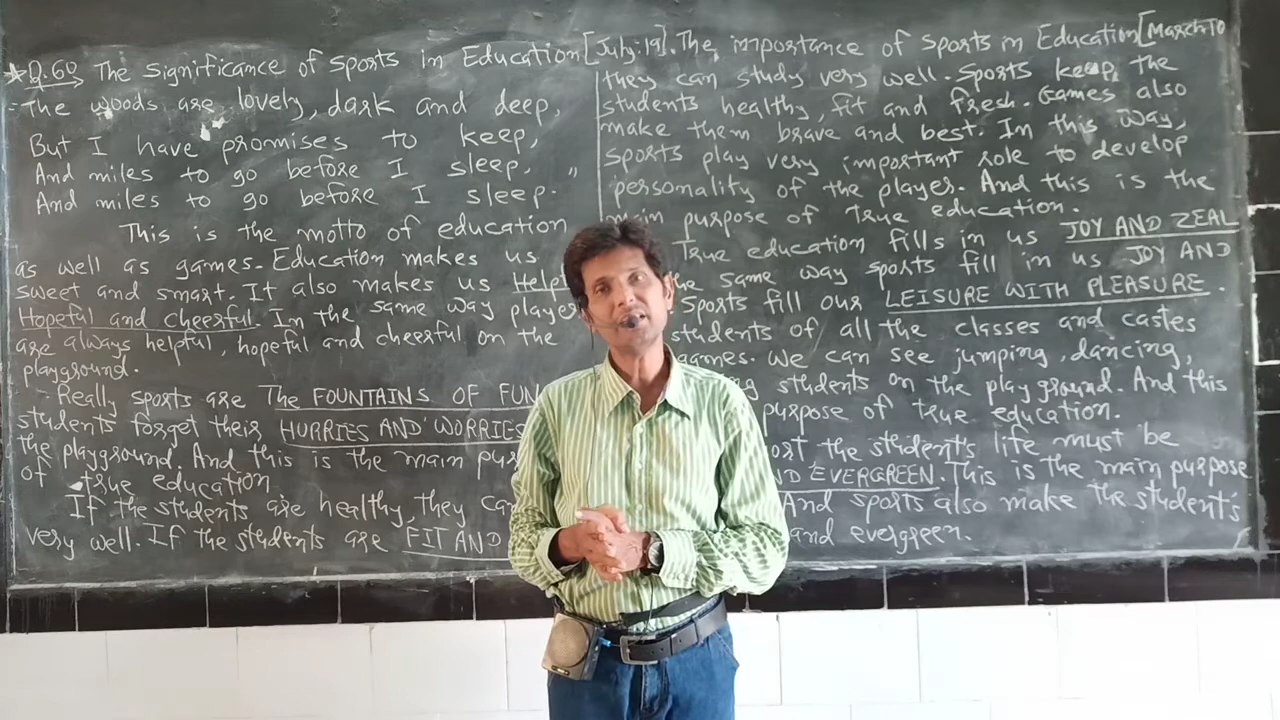 ★Q.60 The significance of sports in Education [July:19]. The importance of sports in Education [March10
"The woods are lovely, dark and deep,
But I have promises to keep,
And miles to go before I sleep,
And miles to go before I sleep. "
This is the motto of education
as well as games. Education makes us
sweet and smart. It also makes us Help
Hopeful and cheerful. In the same way player
are always helpful, hopeful and cheerful on the
playground.
Really sports are The FOUNTAINS OF FUN
students forget their HURRIES AND WORRIES
the playground. And this is the main pur
of true education
If the students are healthy, they ca
very well. If the students are FIT AND
they can study very well. Sports keep the
students healthy, fit and fresh. Games also
make them brave and best. In this way,
sports play very important role to develop
personality of the player. And this is the
main purpose of true education.
True education fills in us JOY AND ZEAL
he same way sports fill in us JOY AND
Sports fill our LEISURE WITH PLEASURE.
students of all the classes and castes
games. We can see jumping, dancing,
g students on the playground. And this
purpose of true education.
ort the student's life must be
ND EVERGREEN. This is the main purpose
And sports also make the student's
and evergreen.